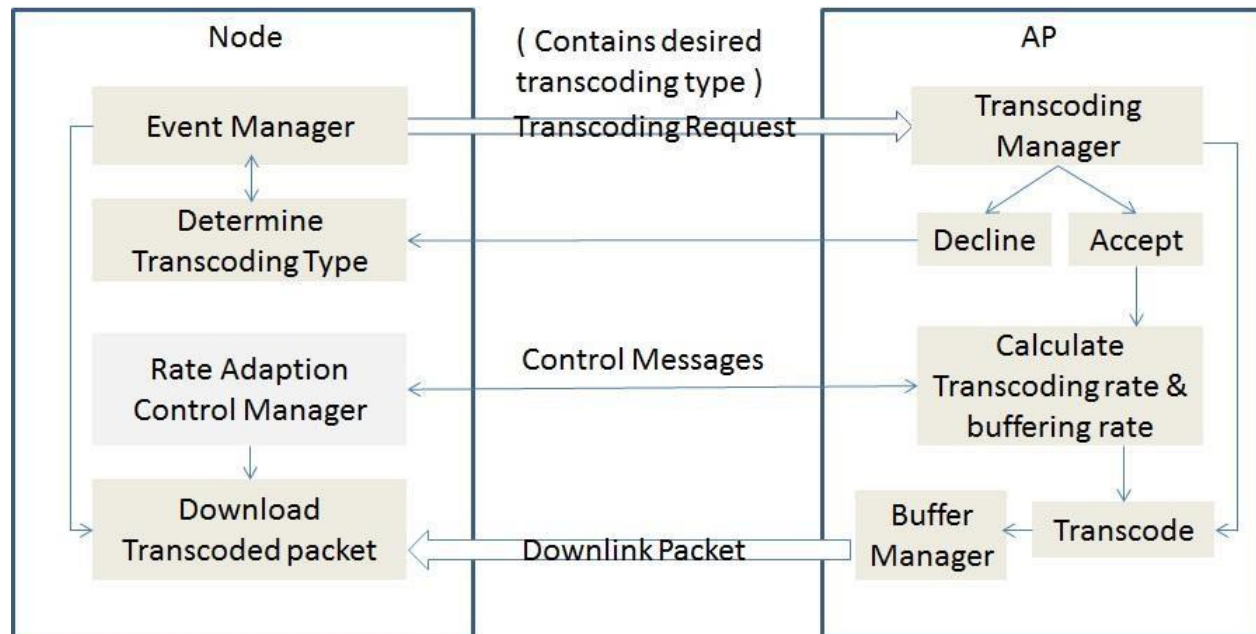 Node
Event Manager
Determine
Transcoding Type
Rate Adaption
Control Manager
Download
Transcoded packet
( Contains desired
transcoding type )
Transcoding Request
Control Messages
Downlink Packet
AP
Transcoding
Manager
Decline
Accept
Calculate
Transcoding rate &
buffering rate
Buffer
Manager
Transcode